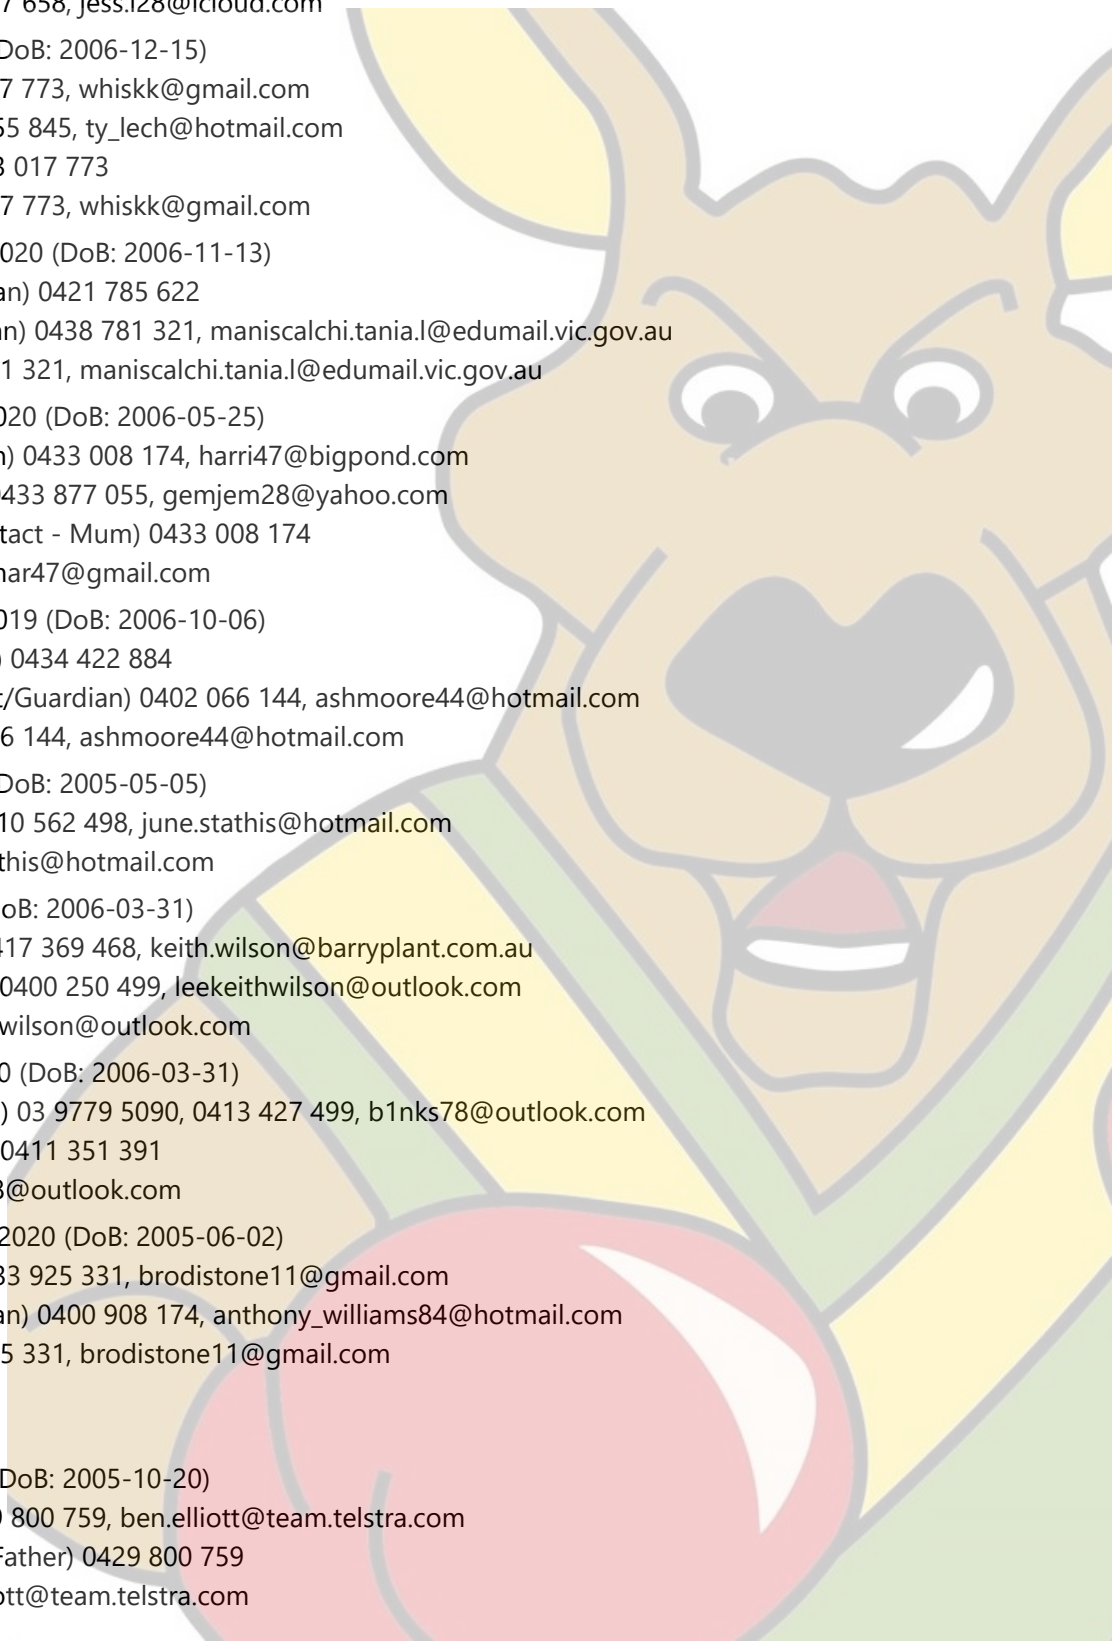 7 658, jess.l28@icloud.com
DoB: 2006-12-15)
7 773, whiskk@gmail.com
55 845, ty_lech@hotmail.com
3 017 773
7 773, whiskk@gmail.com
020 (DoB: 2006-11-13)
an) 0421 785 622
an) 0438 781 321, maniscalchi.tania.l@edumail.vic.gov.au
1 321, maniscalchi.tania.l@edumail.vic.gov.au
020 (DoB: 2006-05-25)
n) 0433 008 174, harri47@bigpond.com
0433 877 055, gemjem28@yahoo.com
tact - Mum) 0433 008 174
mar47@gmail.com
019 (DoB: 2006-10-06)
) 0434 422 884
t/Guardian) 0402 066 144, ashmoore44@hotmail.com
6 144, ashmoore44@hotmail.com
DoB: 2005-05-05)
10 562 498, june.stathis@hotmail.com
this@hotmail.com
oB: 2006-03-31)
417 369 468, keith.wilson@barryplant.com.au
0400 250 499, leekeithwilson@outlook.com
wilson@outlook.com
0 (DoB: 2006-03-31)
) 03 9779 5090, 0413 427 499, b1nks78@outlook.com
0411 351 391
8@outlook.com
2020 (DoB: 2005-06-02)
33 925 331, brodistone11@gmail.com
an) 0400 908 174, anthony_williams84@hotmail.com
5 331, brodistone11@gmail.com
DoB: 2005-10-20)
9 800 759, ben.elliott@team.telstra.com
Father) 0429 800 759
ott@team.telstra.com